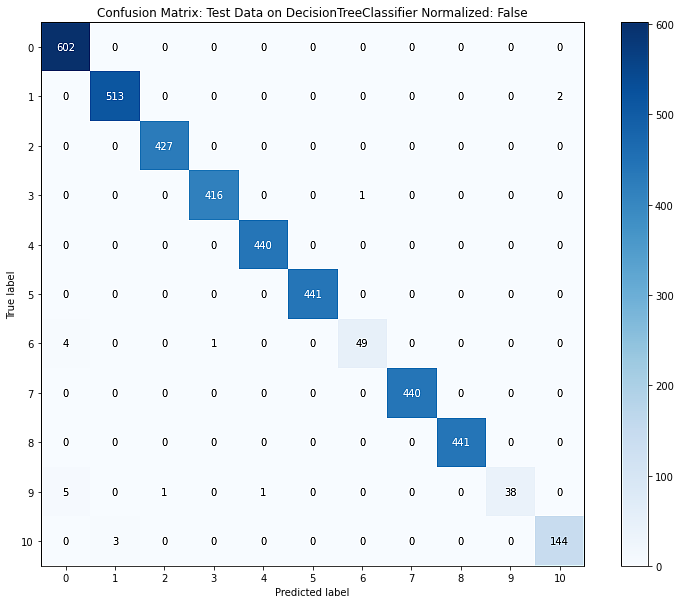 Confusion Matrix: Test Data on DecisionTreeClassifier Normalized: False
0 602 0 0 0 0 0 0 0 0 0 0
1 0 513 0 0 0 0 0 0 0 0 2
2 0 0 427 0 0 0 0 0 0 0 0
3 0 0 0 416 0 0 1 0 0 0 0
4 0 0 0 0 440 0 0 0 0 0 0
5 0 0 0 0 0 441 0 0 0 0 0
6 4 0 0 1 0 0 49 0 0 0 0
7 0 0 0 0 0 0 0 440 0 0 0
8 0 0 0 0 0 0 0 0 441 0 0
9 5 0 1 0 1 0 0 0 0 38 0
10 0 3 0 0 0 0 0 0 0 0 144
0 1 2 3 4 5 6 7 8 9 10
True label
Predicted label
600
500
400
300
200
100
0